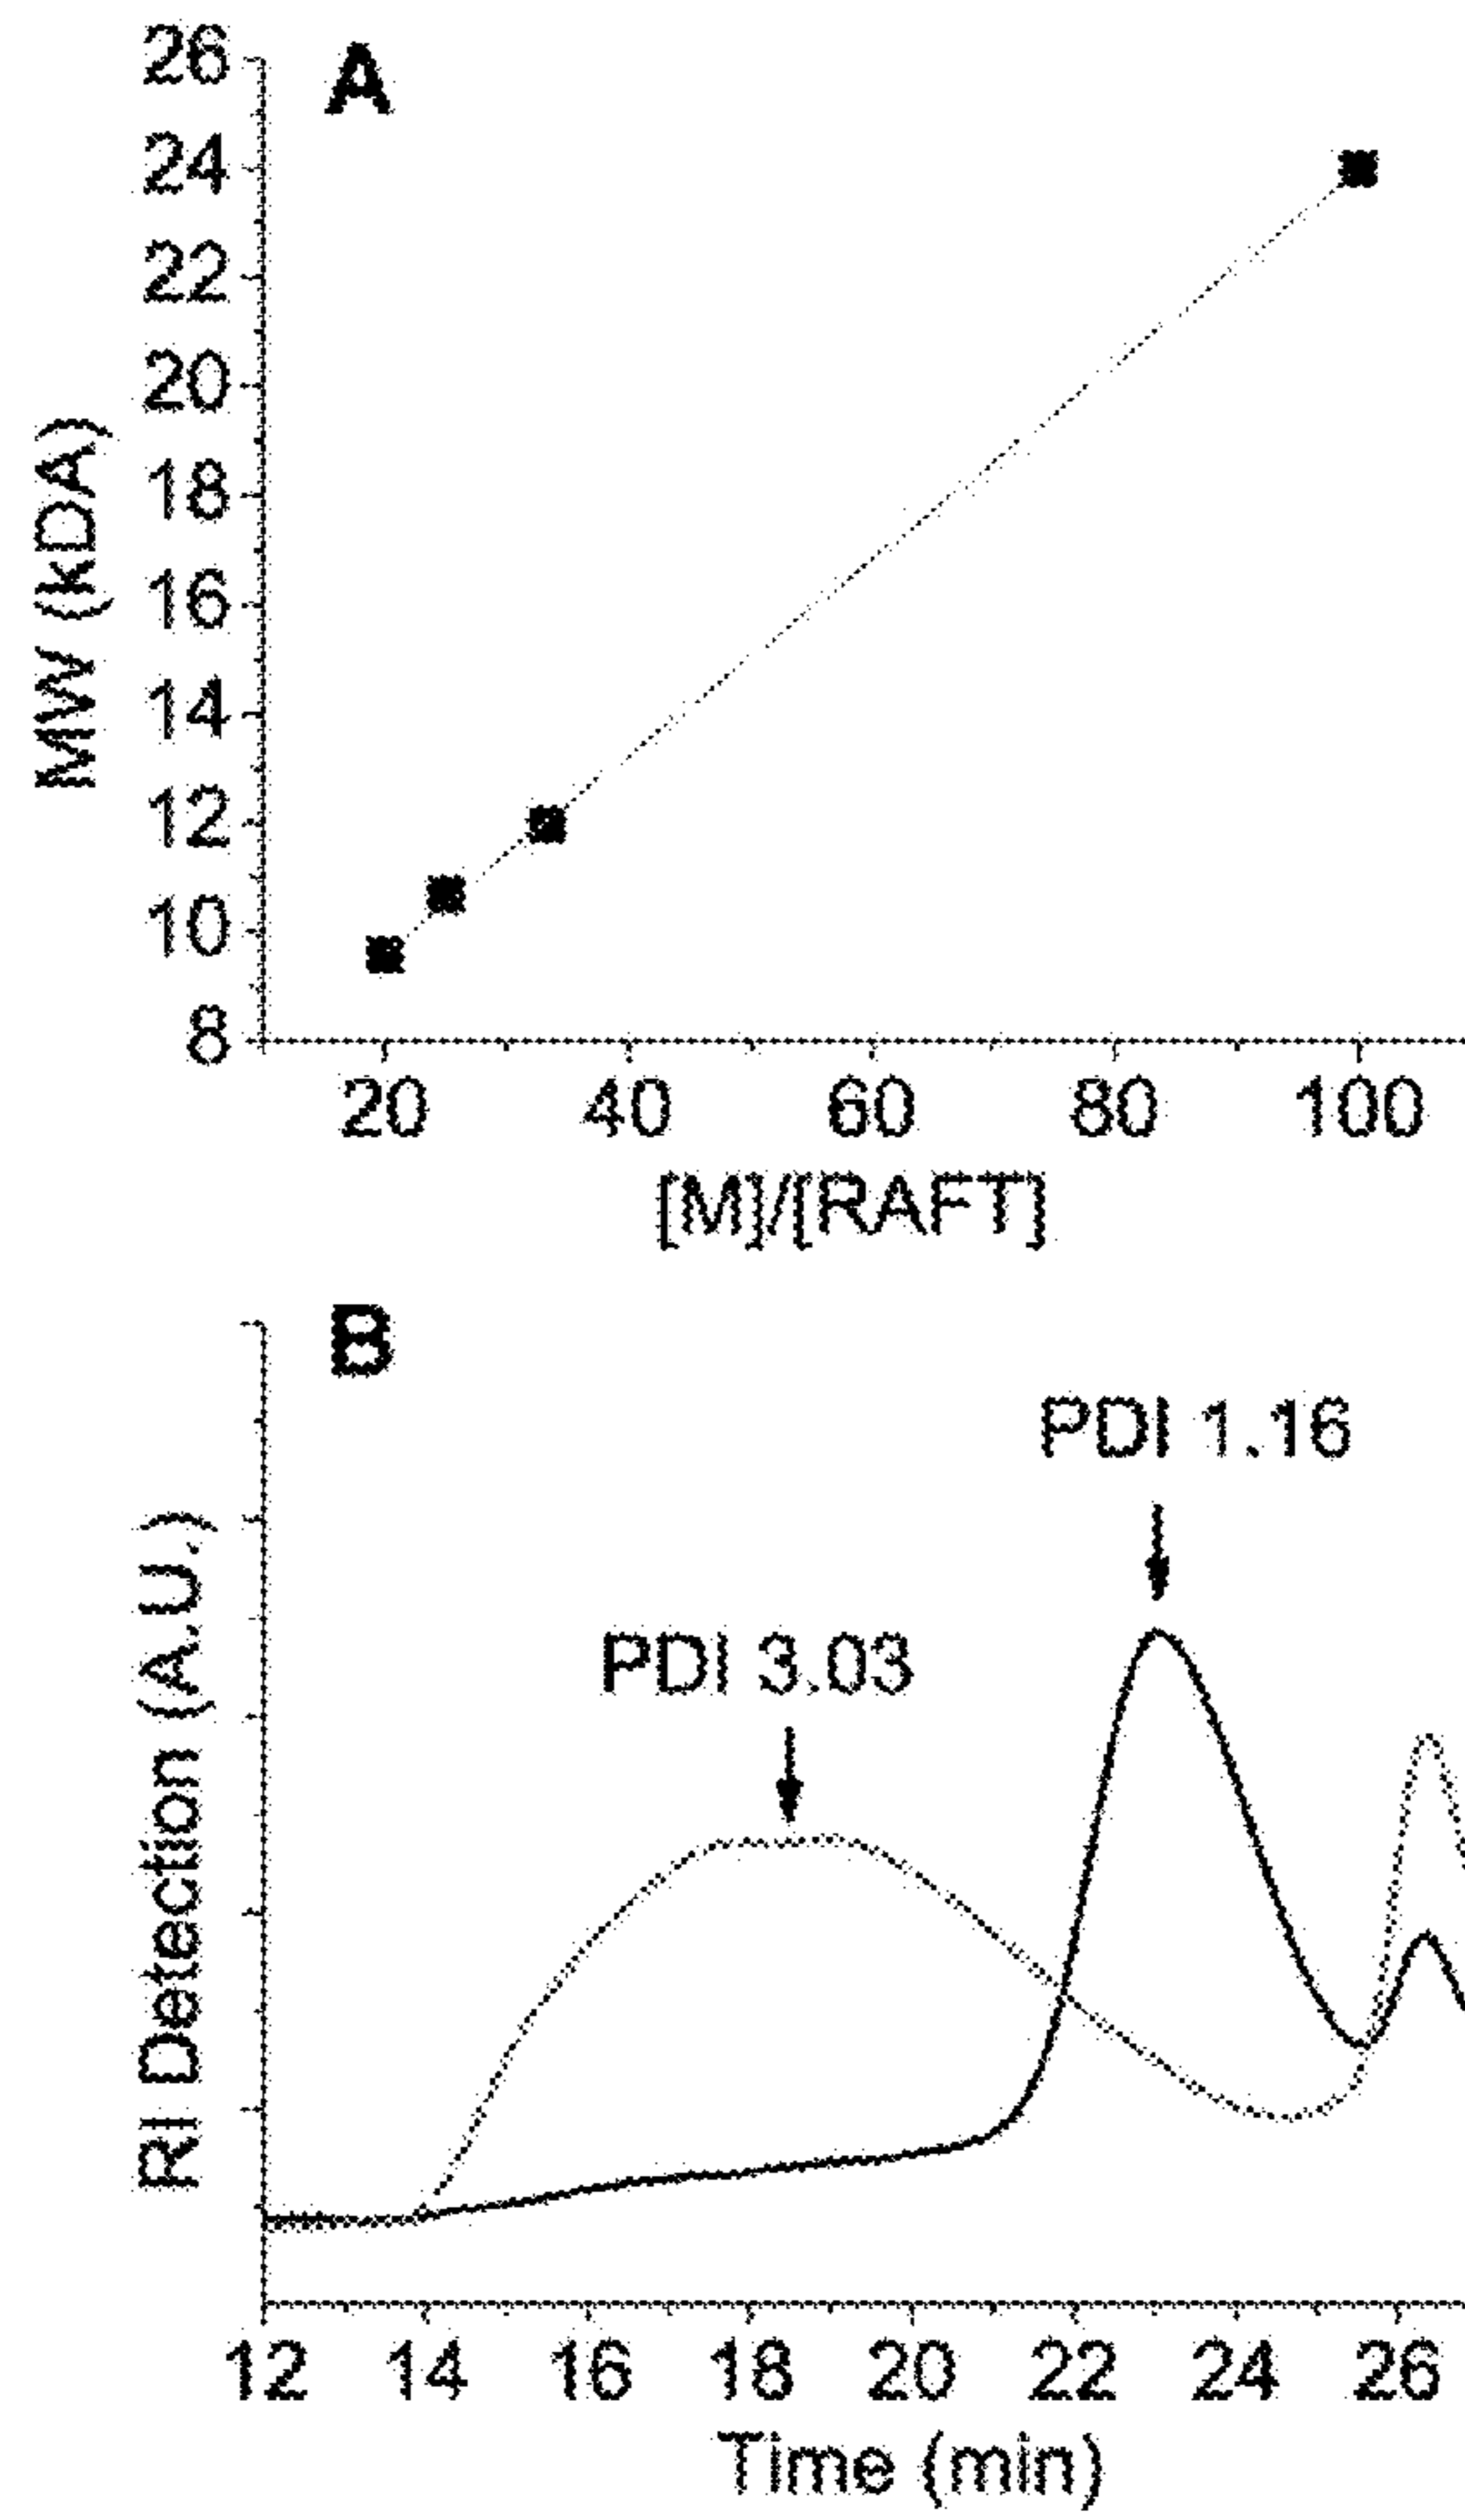 A
26
24
22
20
18
16
14
12
10
8
MW (kDA)
20 40 60 80 100
[M]/[RAFT]
B
PDI 1.16
PDI 3.03
RI Detection (A.U.)
12 14 16 18 20 22 24 26
Time (min)